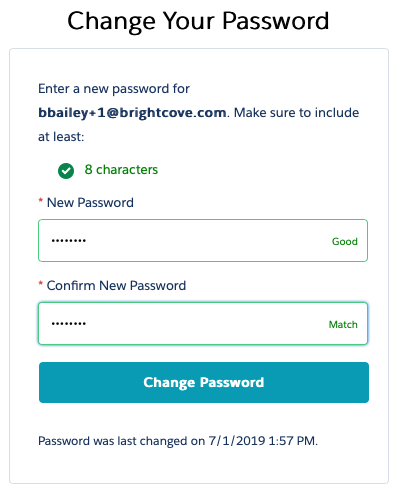 Change Your Password
Enter a new password for
bbailey+1@brightcove.com. Make sure to include
at least:
8 characters
* New Password
•••••••• Good
* Confirm New Password
•••••••• Match
Change Password
Password was last changed on 7/1/2019 1:57 PM.